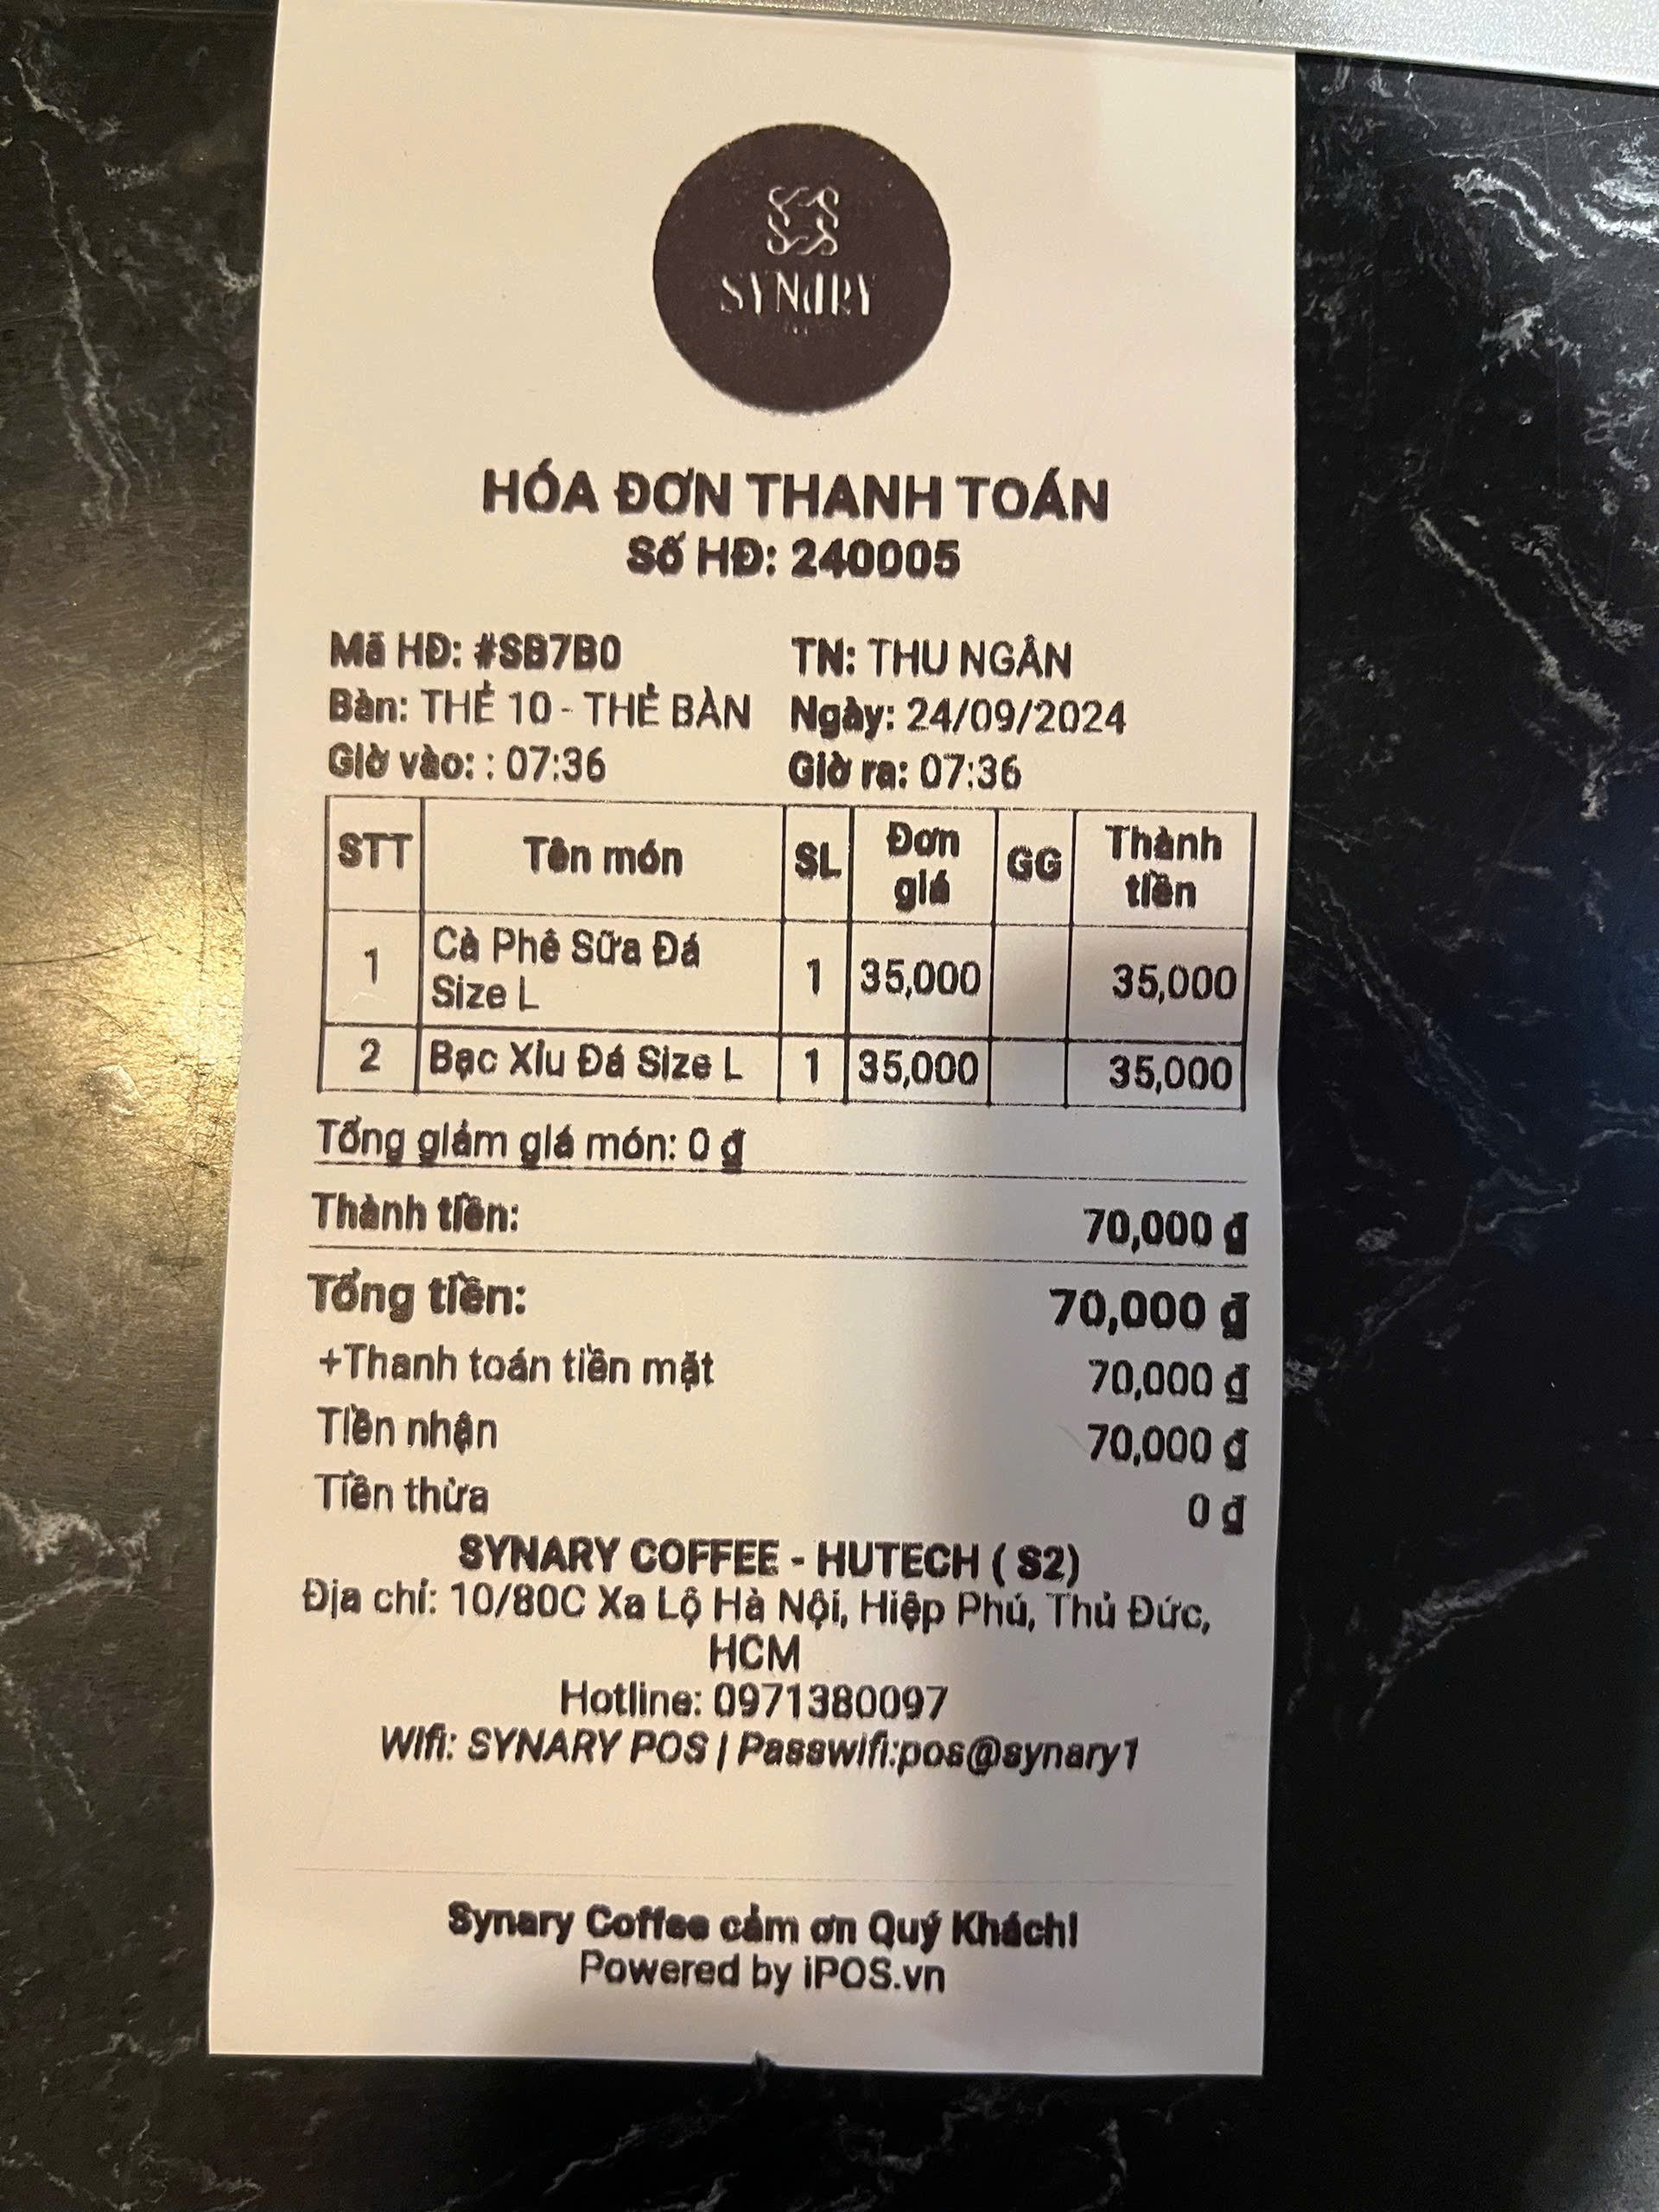 SYNARY
HÓA ĐƠN THANH TOÁN
Số HĐ: 240005
Mã HĐ: #SB7B0 TN: THU NGÂN
Bàn: THẺ 10 - THẺ BÀN Ngày: 24/09/2024
Giờ vào: : 07:36 Giờ ra: 07:36
STT Tên món SL Đơn giá GG Thành tiền
1 Cà Phê Sữa Đá Size L 1 35,000 35,000
2 Bạc Xỉu Đá Size L 1 35,000 35,000
Tổng giảm giá món: 0 ₫
Thành tiền: 70,000 ₫
Tổng tiền: 70,000 ₫
+Thanh toán tiền mặt 70,000 ₫
Tiền nhận 70,000 ₫
Tiền thừa 0 ₫
SYNARY COFFEE - HUTECH ( S2)
Địa chỉ: 10/80C Xa Lộ Hà Nội, Hiệp Phú, Thủ Đức,
HCM
Hotline: 0971380097
Wifi: SYNARY POS | Passwifi:pos@synary1
Synary Coffee cảm ơn Quý Khách!
Powered by iPOS.vn